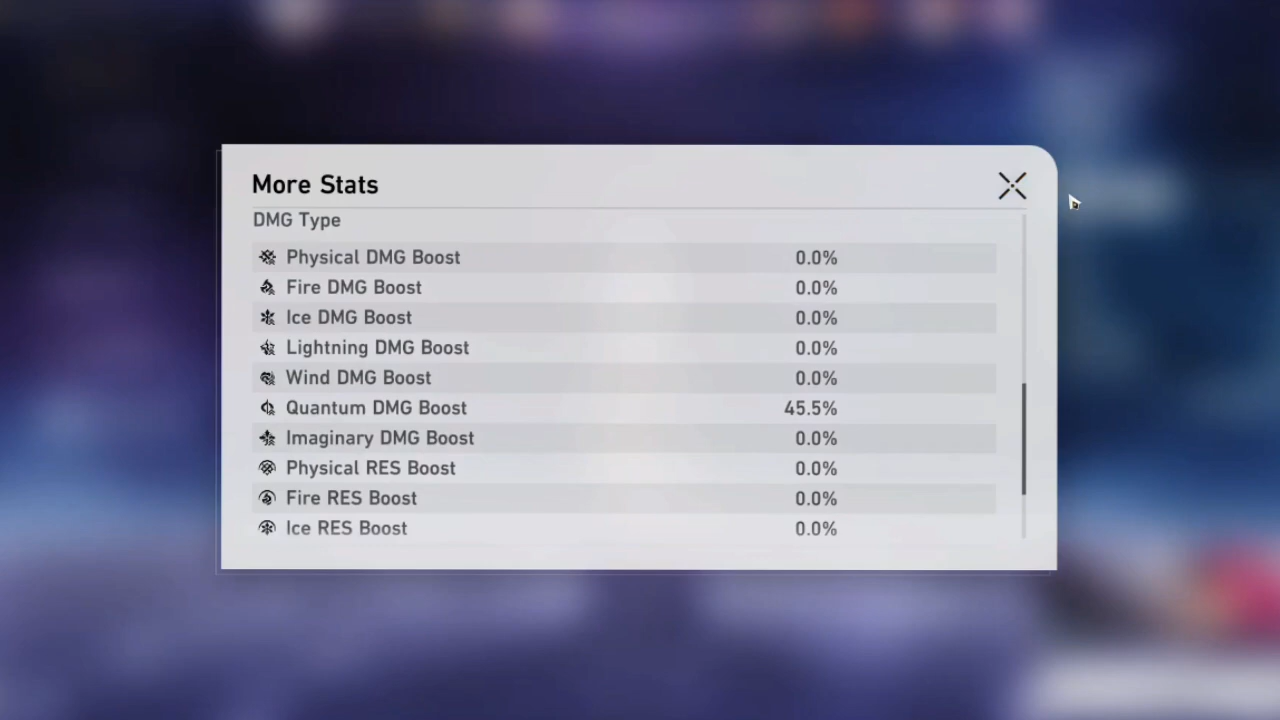 More Stats
DMG Type
Physical DMG Boost 0.0%
Fire DMG Boost 0.0%
Ice DMG Boost 0.0%
Lightning DMG Boost 0.0%
Wind DMG Boost 0.0%
Quantum DMG Boost 45.5%
Imaginary DMG Boost 0.0%
Physical RES Boost 0.0%
Fire RES Boost 0.0%
Ice RES Boost 0.0%